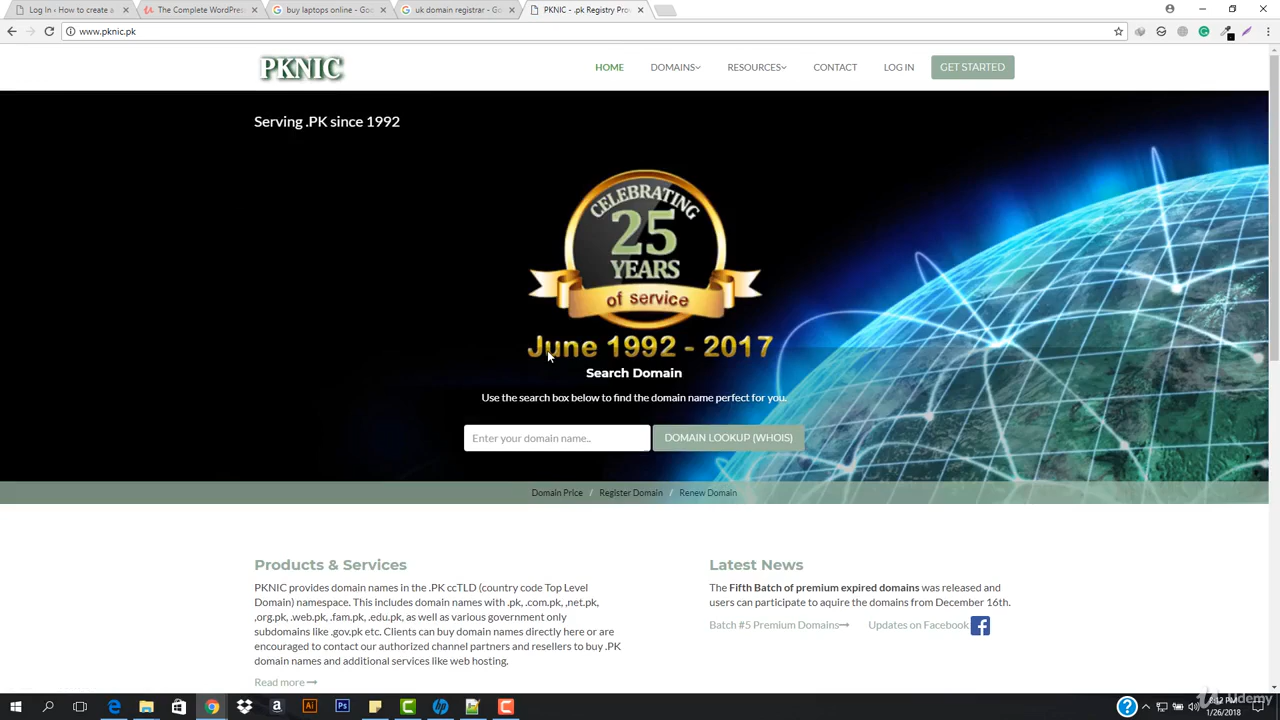 Log In ‹ How to create a
The Complete WordPres
buy laptops online - Goo
uk domain registrar - Go
PKNIC - .pk Registry Pro
www.pknic.pk
PKNIC
HOME
DOMAINS
RESOURCES
CONTACT
LOG IN
GET STARTED
Serving .PK since 1992
CELEBRATING
25
YEARS
of service
June 1992 - 2017
Search Domain
Use the search box below to find the domain name perfect for you.
Enter your domain name..
DOMAIN LOOKUP (WHOIS)
Domain Price / Register Domain / Renew Domain
Products & Services
PKNIC provides domain names in the .PK ccTLD (country code Top Level
Domain) namespace. This includes domain names with .pk, .com.pk, .net.pk,
.org.pk, .web.pk, .fam.pk, .edu.pk, as well as various government only
subdomains like .gov.pk etc. Clients can buy domain names directly here or are
encouraged to contact our authorized channel partners and resellers to buy .PK
domain names and additional services like web hosting.
Read more
Latest News
The Fifth Batch of premium expired domains was released and
users can participate to aquire the domains from December 16th.
Batch #5 Premium Domains
Updates on Facebook
1/26/2018
Udemy